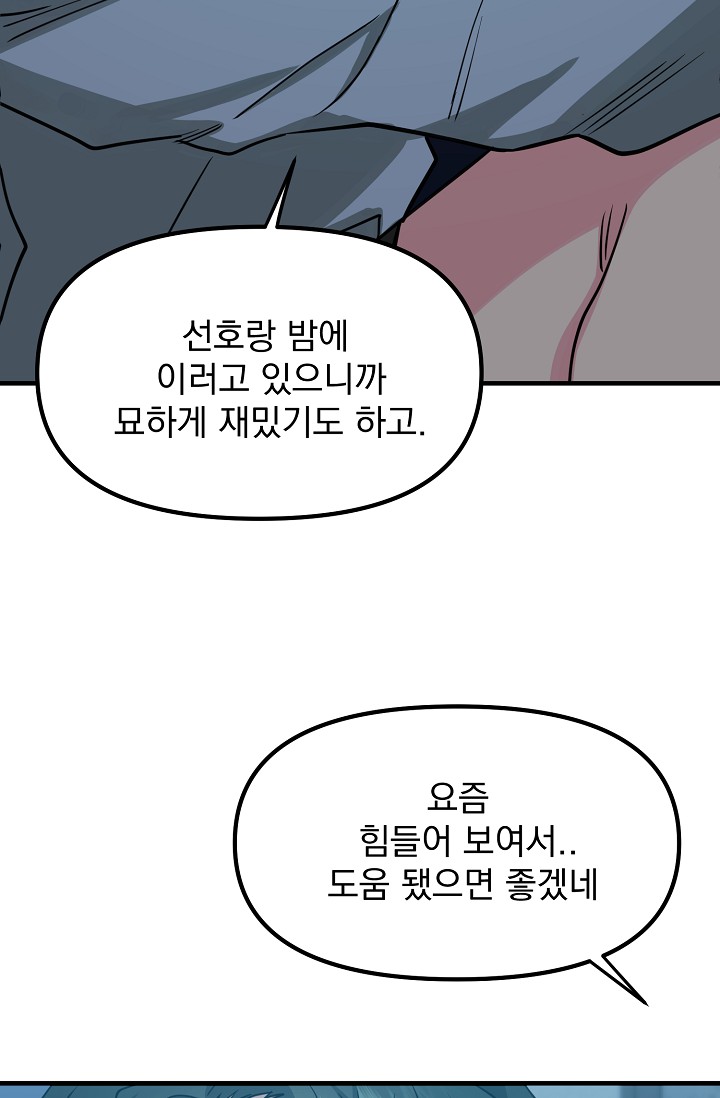 선호랑 밤에
이러고 있으니까
묘하게 재밌기도 하고.
요즘
힘들어 보여서..
도움 됐으면 좋겠네